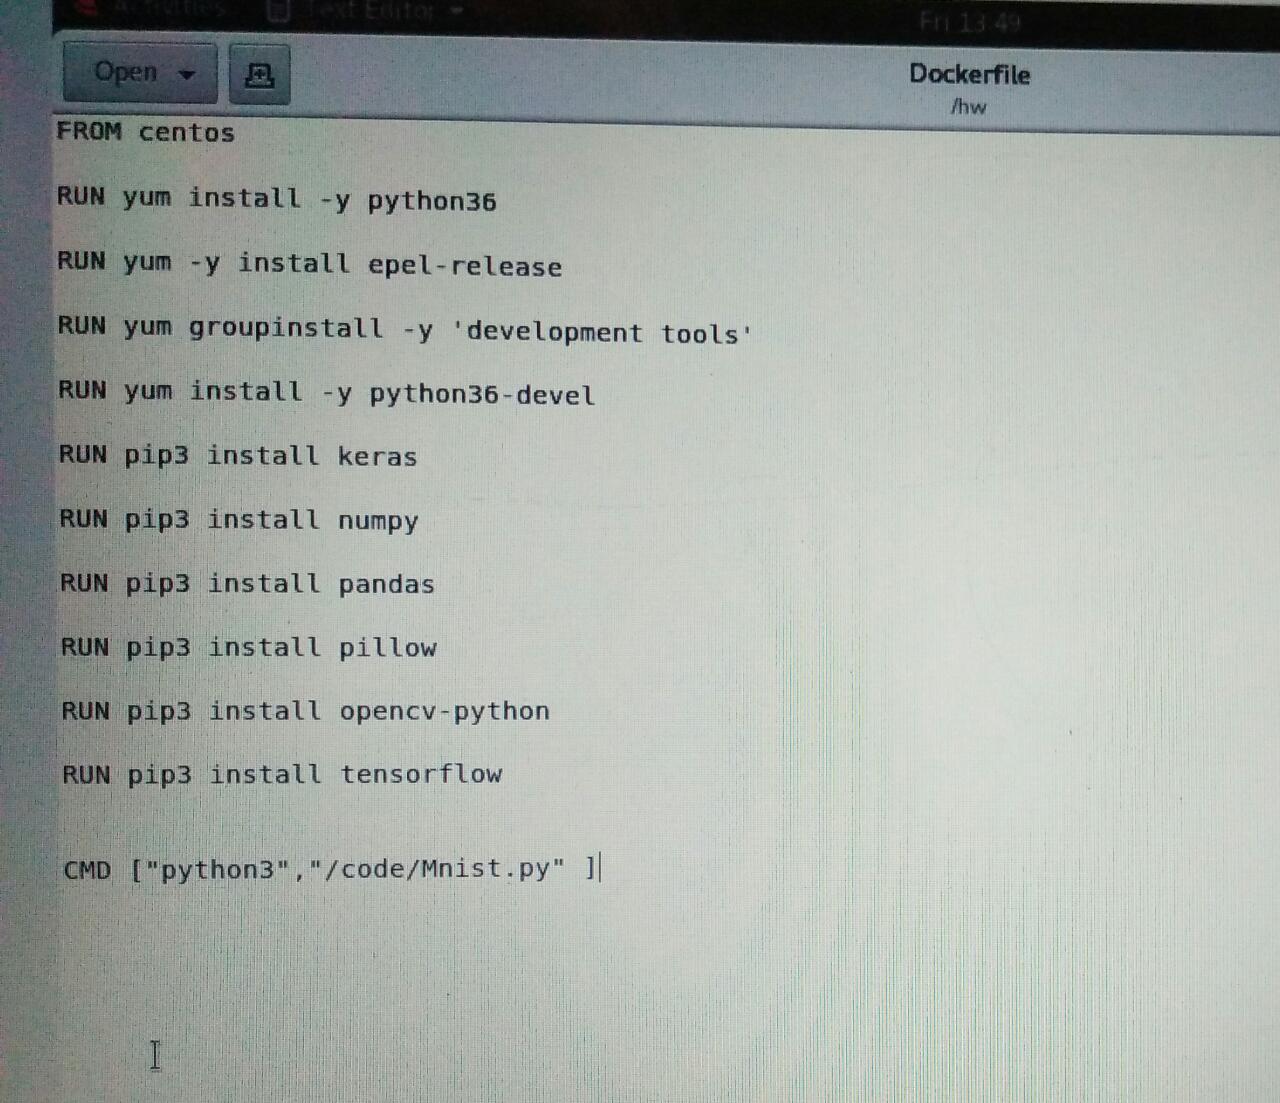 Activities Text Editor
Fri 13 49
Open
Dockerfile
/hw
FROM centos
RUN yum install -y python36
RUN yum -y install epel-release
RUN yum groupinstall -y 'development tools'
RUN yum install -y python36-devel
RUN pip3 install keras
RUN pip3 install numpy
RUN pip3 install pandas
RUN pip3 install pillow
RUN pip3 install opencv-python
RUN pip3 install tensorflow
CMD ["python3","/code/Mnist.py" ]